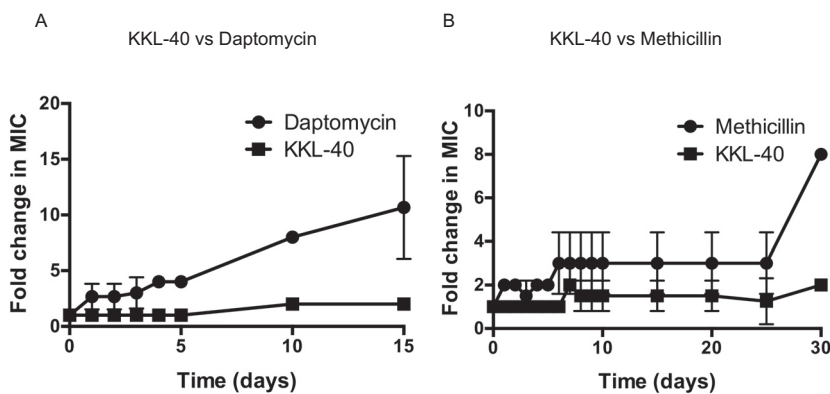 A
KKL-40 vs Daptomycin
20
15
10
5
0
Fold change in MIC
Daptomycin
KKL-40
0
5
10
15
Time (days)
B
KKL-40 vs Methicillin
10
8
6
4
2
0
Fold change in MIC
Methicillin
KKL-40
0
10
20
30
Time (days)